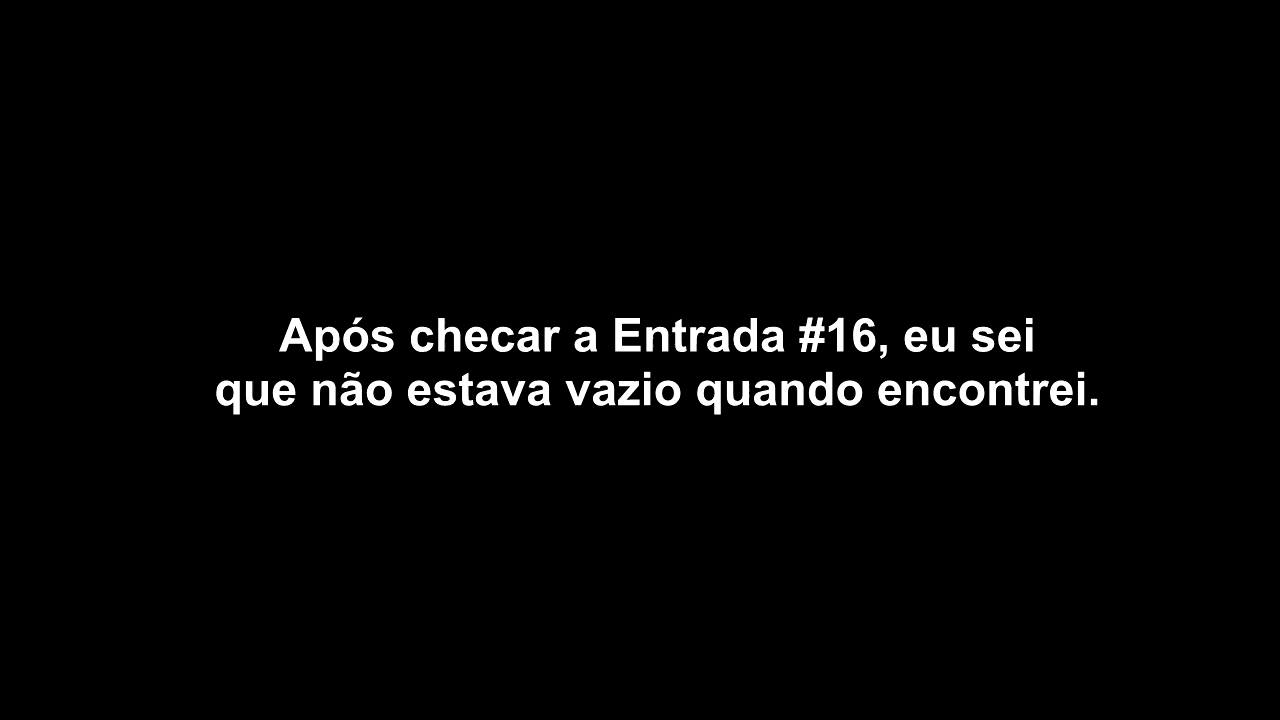 Após checar a Entrada #16, eu sei
que não estava vazio quando encontrei.